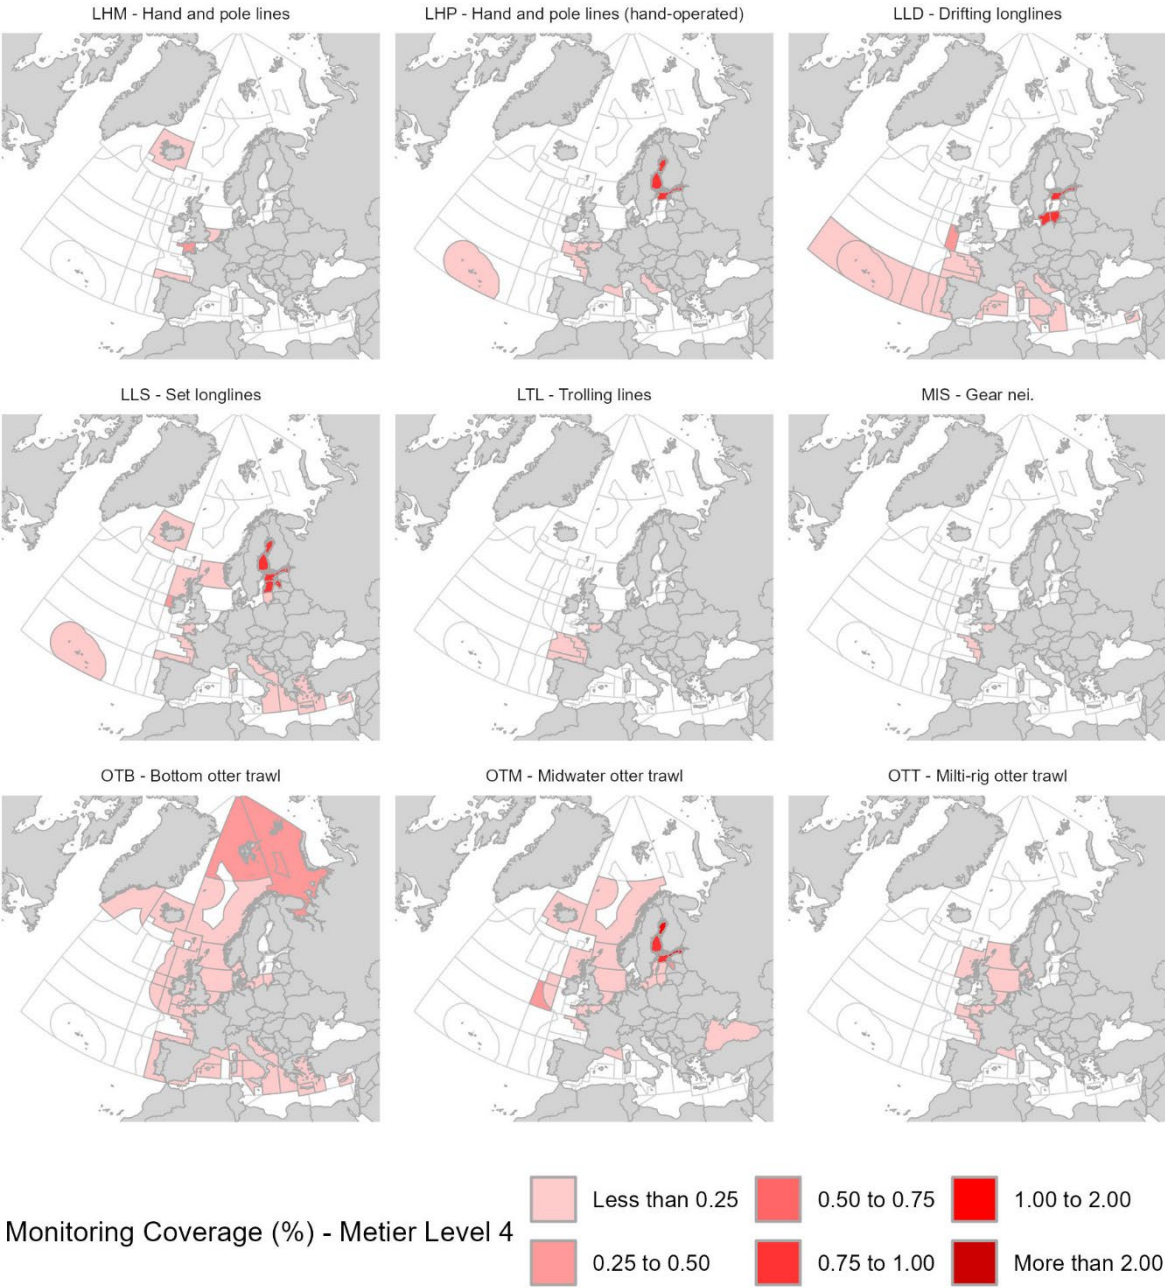 LHM - Hand and pole lines
LHP - Hand and pole lines (hand-operated)
LLD - Drifting longlines
LLS - Set longlines
LTL - Trolling lines
MIS - Gear nei.
OTB - Bottom otter trawl
OTM - Midwater otter trawl
OTT - Milti-rig otter trawl
Monitoring Coverage (%) - Metier Level 4
Less than 0.25
0.50 to 0.75
1.00 to 2.00
0.25 to 0.50
0.75 to 1.00
More than 2.00